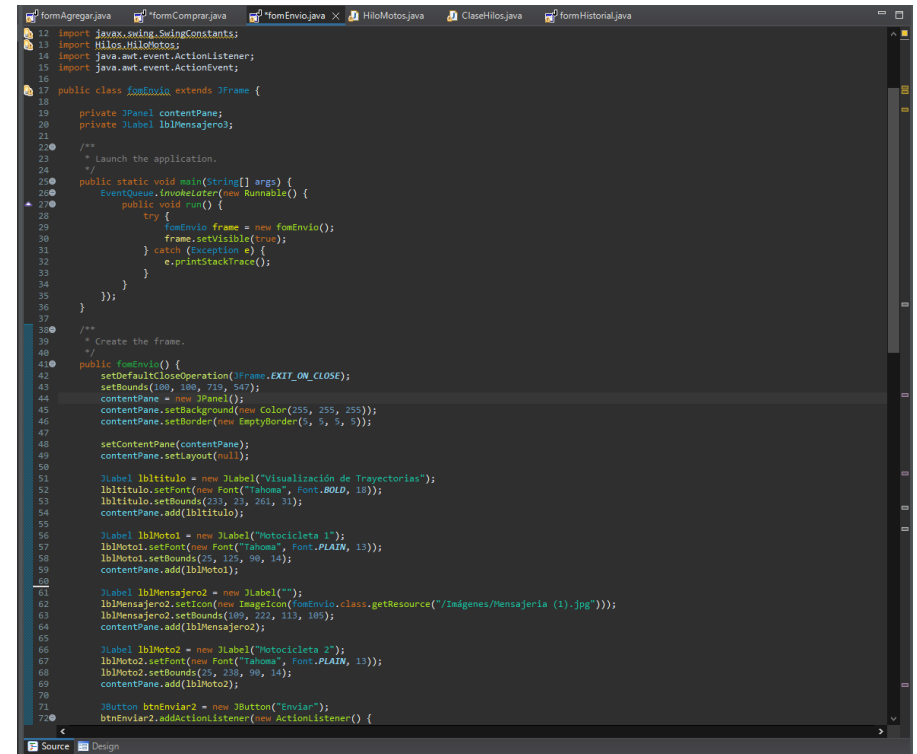 formAgregar.java *formComprar.java *fomEnvio.java HiloMotos.java ClaseHilos.java formHistorial.java
12 import javax.swing.SwingConstants;
13 import Hilos.HiloMotos;
14 import java.awt.event.ActionListener;
15 import java.awt.event.ActionEvent;
16
17 public class fomEnvio extends JFrame {
18
19 private JPanel contentPane;
20 private JLabel lblMensajero3;
21
22 /**
23 * Launch the application.
24 */
25 public static void main(String[] args) {
26 EventQueue.invokeLater(new Runnable() {
27 public void run() {
28 try {
29 fomEnvio frame = new fomEnvio();
30 frame.setVisible(true);
31 } catch (Exception e) {
32 e.printStackTrace();
33 }
34 }
35 });
36 }
37
38 /**
39 * Create the frame.
40 */
41 public fomEnvio() {
42 setDefaultCloseOperation(JFrame.EXIT_ON_CLOSE);
43 setBounds(100, 100, 719, 547);
44 contentPane = new JPanel();
45 contentPane.setBackground(new Color(255, 255, 255));
46 contentPane.setBorder(new EmptyBorder(5, 5, 5, 5));
47
48 setContentPane(contentPane);
49 contentPane.setLayout(null);
50
51 JLabel lbltitulo = new JLabel("Visualización de Trayectorias");
52 lbltitulo.setFont(new Font("Tahoma", Font.BOLD, 18));
53 lbltitulo.setBounds(233, 23, 261, 31);
54 contentPane.add(lbltitulo);
55
56 JLabel lblMoto1 = new JLabel("Motocicleta 1");
57 lblMoto1.setFont(new Font("Tahoma", Font.PLAIN, 13));
58 lblMoto1.setBounds(25, 125, 90, 14);
59 contentPane.add(lblMoto1);
60
61 JLabel lblMensajero2 = new JLabel("");
62 lblMensajero2.setIcon(new ImageIcon(fomEnvio.class.getResource("/Imágenes/Mensajeria (1).jpg")));
63 lblMensajero2.setBounds(109, 222, 113, 105);
64 contentPane.add(lblMensajero2);
65
66 JLabel lblMoto2 = new JLabel("Motocicleta 2");
67 lblMoto2.setFont(new Font("Tahoma", Font.PLAIN, 13));
68 lblMoto2.setBounds(25, 238, 90, 14);
69 contentPane.add(lblMoto2);
70
71 JButton btnEnviar2 = new JButton("Enviar");
72 btnEnviar2.addActionListener(new ActionListener() {
Source Design